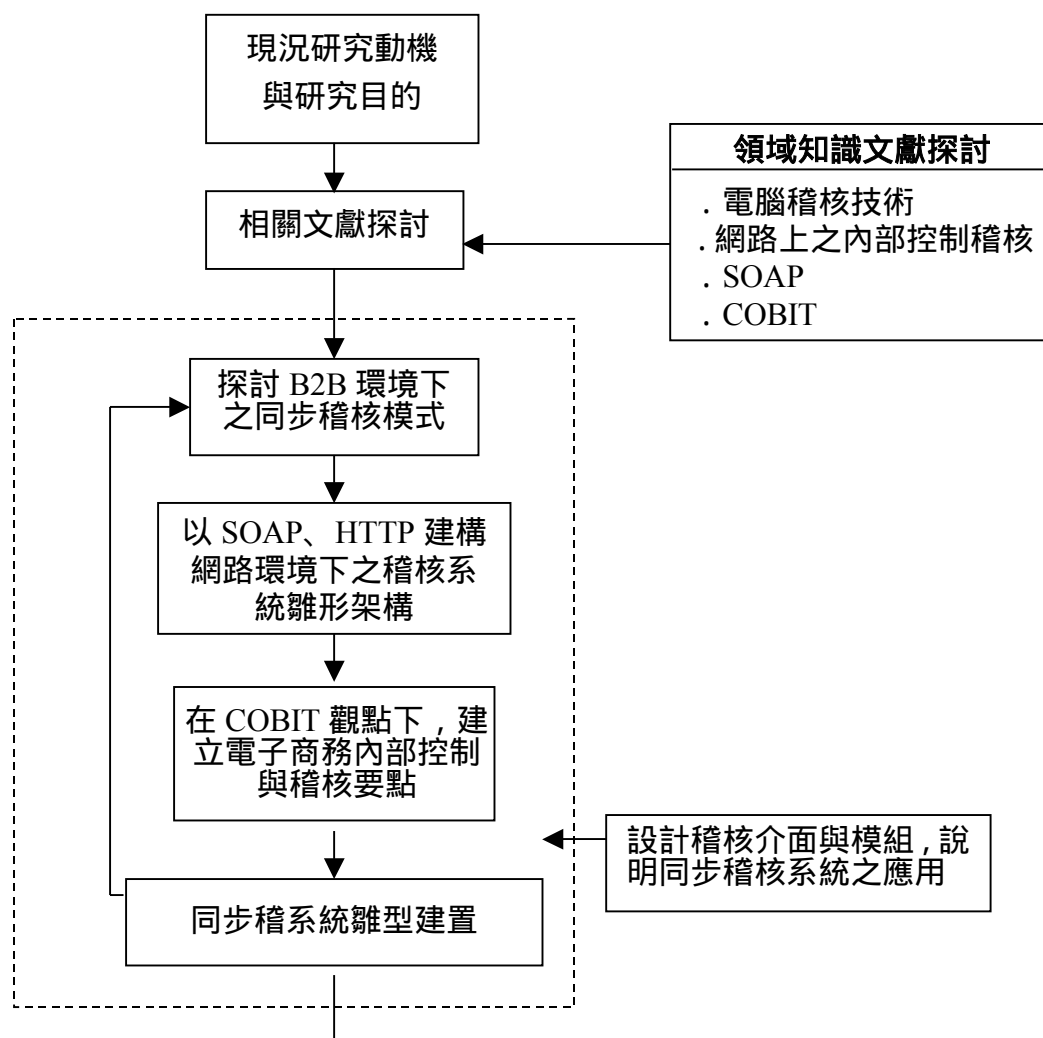 現況研究動機
與研究目的
領域知識文獻探討
．電腦稽核技術
．網路上之內部控制稽核
．SOAP
．COBIT
相關文獻探討
探討 B2B 環境下
之同步稽核模式
以 SOAP、HTTP 建構
網路環境下之稽核系
統雛形架構
在 COBIT 觀點下，建
立電子商務內部控制
與稽核要點
設計稽核介面與模組，說
明同步稽核系統之應用
同步稽系統雛型建置